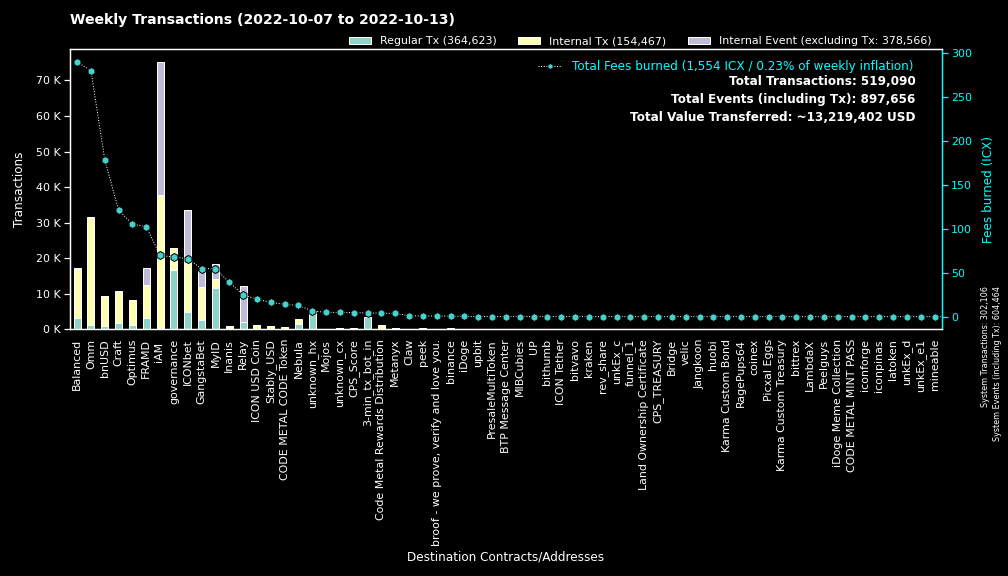 Weekly Transactions (2022-10-07 to 2022-10-13)
Regular Tx (364,623)
Internal Tx (154,467)
Internal Event (excluding Tx: 378,566)
Total Fees burned (1,554 ICX / 0.23% of weekly inflation)
Total Transactions: 519,090
Total Events (including Tx): 897,656
Total Value Transferred: ~13,219,402 USD
Transactions
70 K
60 K
50 K
40 K
30 K
20 K
10 K
0 K
300
250
200
150
100
50
0
Fees burned (ICX)
System Transactions: 302,106
System Events (including Tx): 604,464
Balanced
Omm
bnUSD
Craft
Optimus
FRAMD
iAM
governance
ICONbet
GangstaBet
MyID
Inanis
Relay
ICON USD Coin
Stably_USD
CODE METAL CODE Token
Nebula
unknown_hx
Mojos
unknown_cx
CPS_Score
3-min_tx_bot_in
Code Metal Rewards Distribution
Metanyx
Claw
peek
broof - we prove, verify and love you.
binance
iDoge
upbit
PresaleMultiToken
BTP Message Center
MIBCubies
UP
bithumb
ICON Tether
bitvavo
kraken
rev_share
unkEx_c
funnel_1
Land Ownership Certificate
CPS_TREASURY
Bridge
velic
Jangkoon
huobi
Karma Custom Bond
RagePups64
coinex
Picxal Eggs
Karma Custom Treasury
bittrex
LambdaX
Peelguys
iDoge Meme Collection
CODE METAL MINT PASS
iconforge
iconpinnas
latoken
unkEx_d
unkEx_e1
mineable
Destination Contracts/Addresses